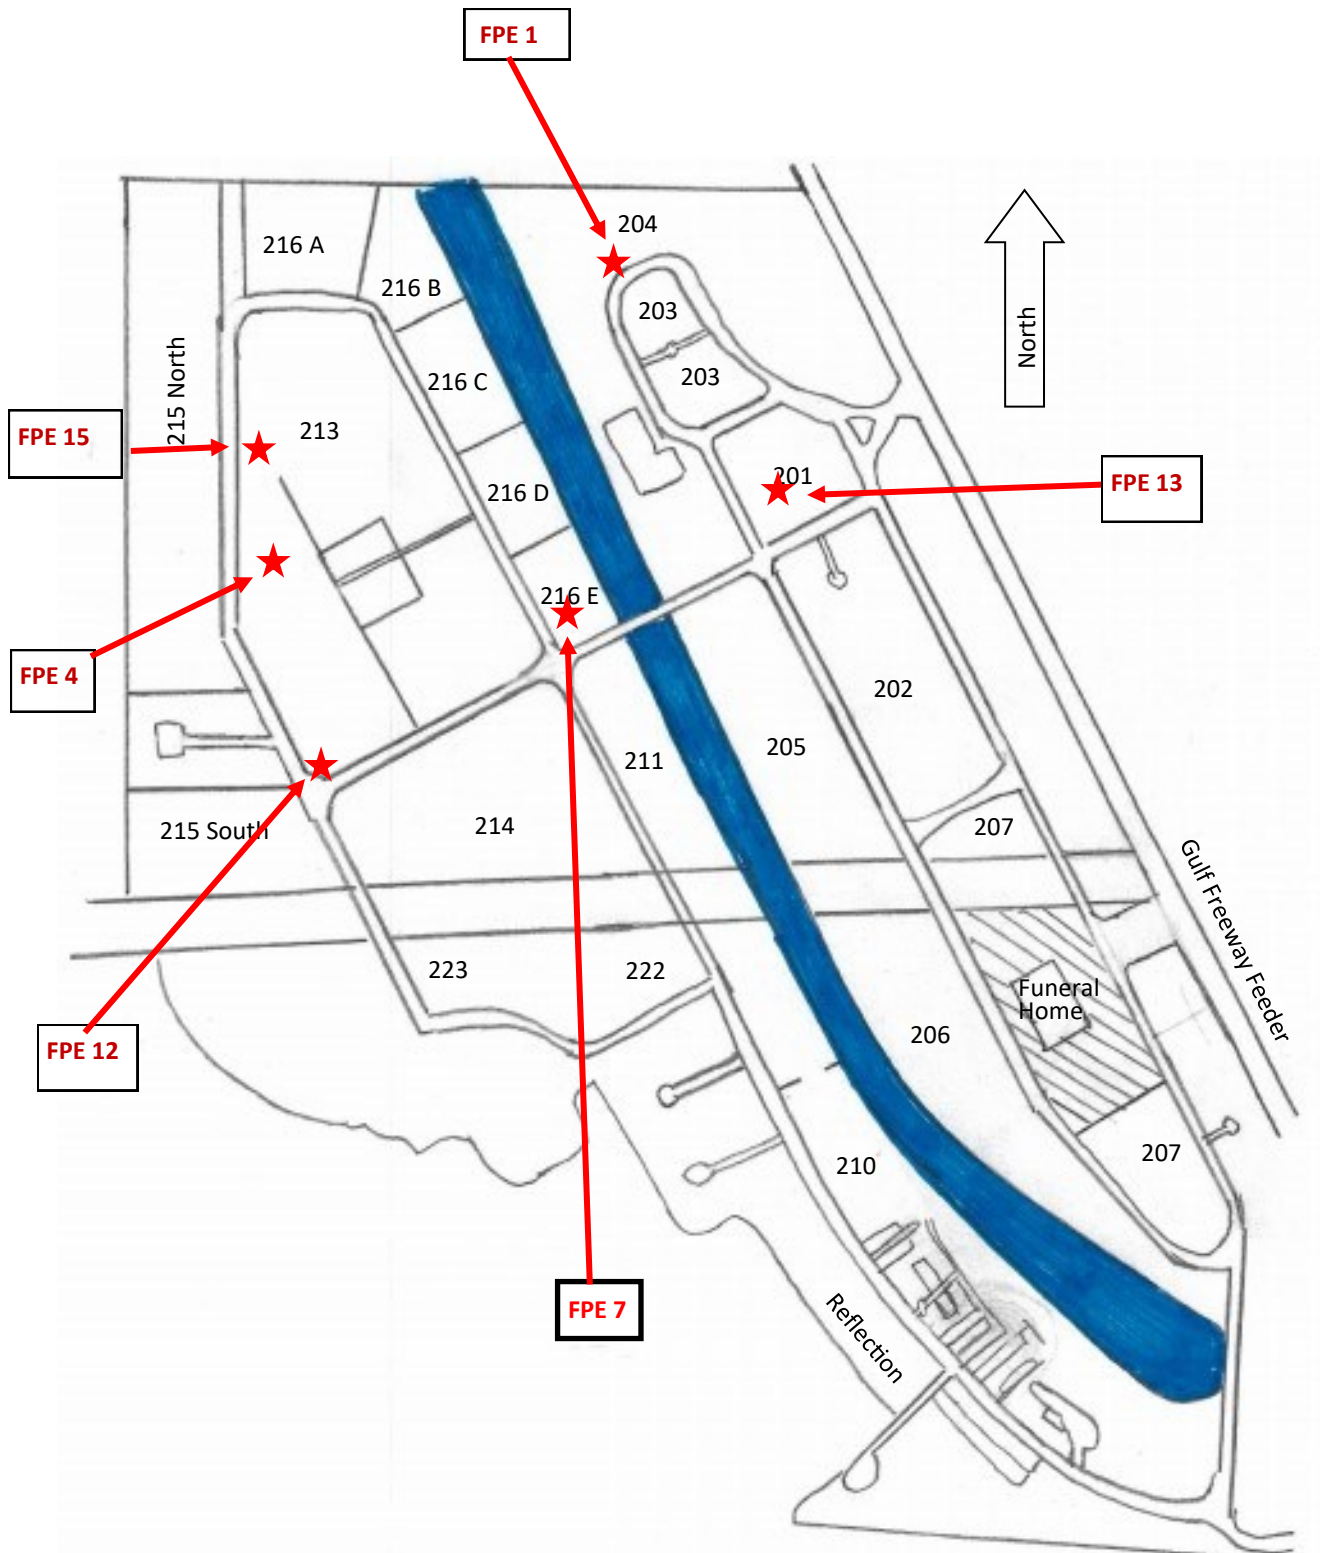 FPE 1
204
216 A
216 B
203
North
215 North
216 C
203
FPE 15
213
201
FPE 13
216 D
216 E
FPE 4
202
211
205
215 South
214
207
Gulf Freeway Feeder
223
222
Funeral
Home
206
FPE 12
207
210
FPE 7
Reflection